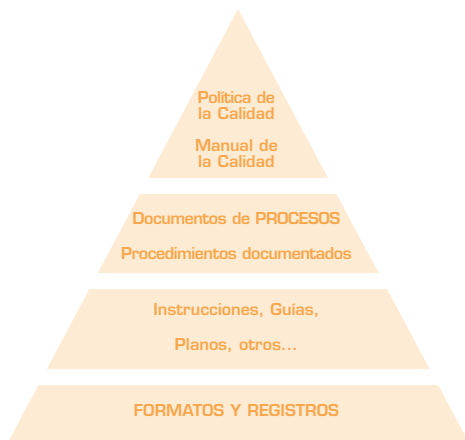 Política de
la Calidad
Manual de
la Calidad
Documentos de PROCESOS
Procedimientos documentados
Instrucciones, Guías,
Planos, otros...
FORMATOS Y REGISTROS